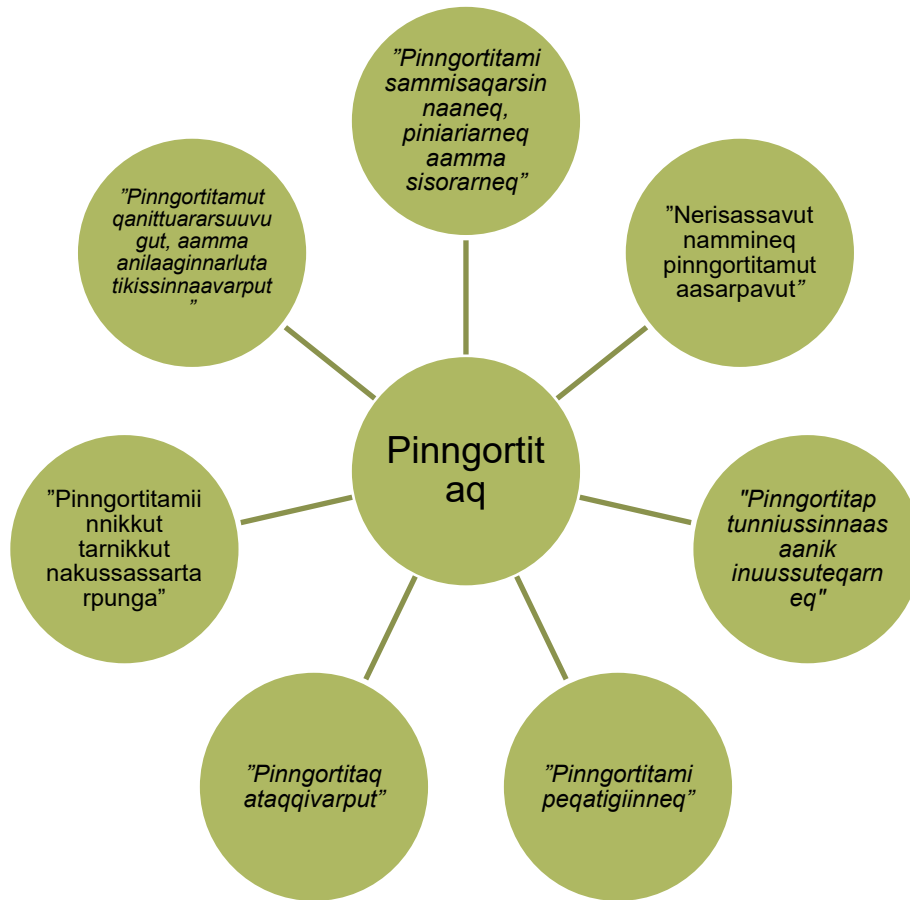 ”Pinngortitami
sammisaqarsin
naaneq,
piniariarneq
aamma
sisorarneq”
”Nerisassavut
nammineq
pinngortitamut
aasarpavut”
"Pinngortitap
tunniussinnaas
aanik
inuussuteqarn
eq"
”Pinngortitami
peqatigiinneq”
”Pinngortitaq
ataqqivarput”
”Pinngortitamii
nnikkut
tarnikkut
nakussassarta
rpunga”
”Pinngortitamut
qanittuararsuuvu
gut, aamma
anilaaginnarluta
tikissinnaavarput
”
Pinngortit
aq